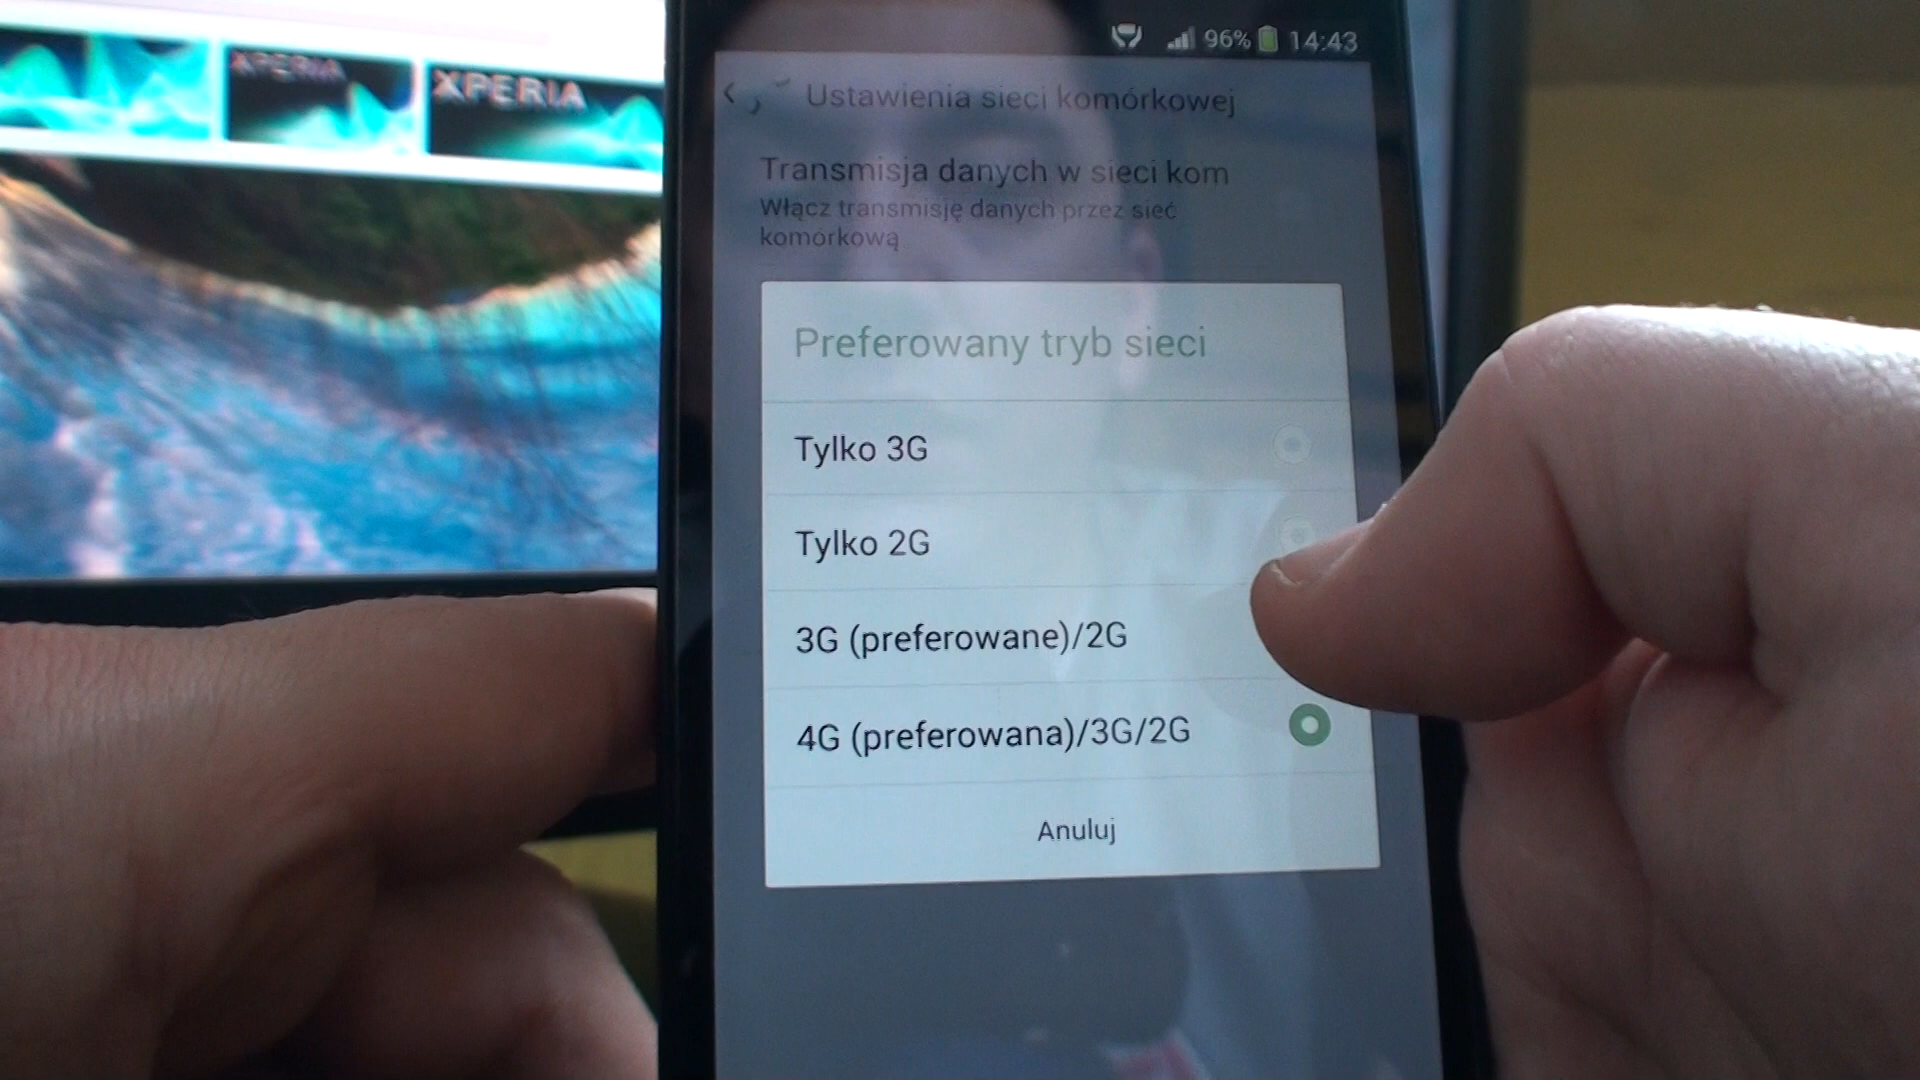 XPERIA
XPERIA
96% 14:43
Ustawienia sieci komórkowej
Transmisja danych w sieci kom
Włącz transmisję danych przez sieć
komórkową
Preferowany tryb sieci
Tylko 3G
Tylko 2G
3G (preferowane)/2G
4G (preferowana)/3G/2G
Anuluj